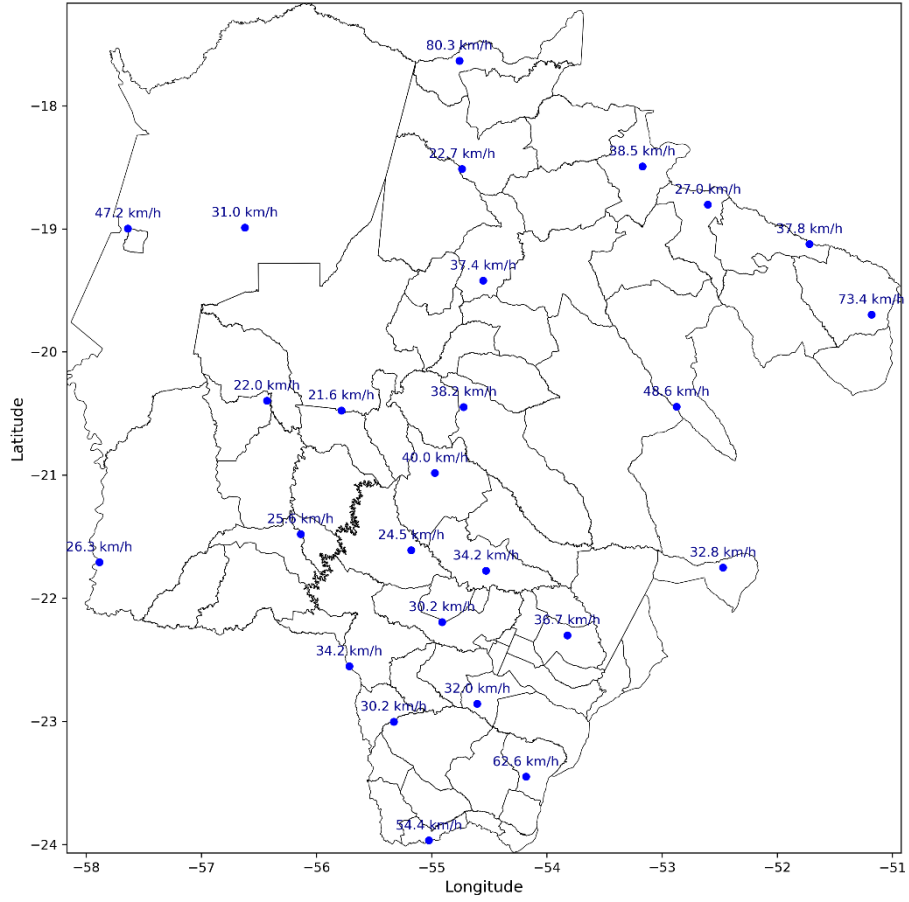 80.3 km/h
−18
22.7 km/h
38.5 km/h
27.0 km/h
47.2 km/h
31.0 km/h
37.8 km/h
−19
37.4 km/h
73.4 km/h
−20
22.0 km/h
21.6 km/h
38.2 km/h
48.6 km/h
Latitude
−21
40.0 km/h
25.6 km/h
26.3 km/h
24.5 km/h
34.2 km/h
32.8 km/h
−22
30.2 km/h
36.7 km/h
34.2 km/h
32.0 km/h
30.2 km/h
−23
62.6 km/h
54.4 km/h
−24
−58 −57 −56 −55 −54 −53 −52 −51
Longitude